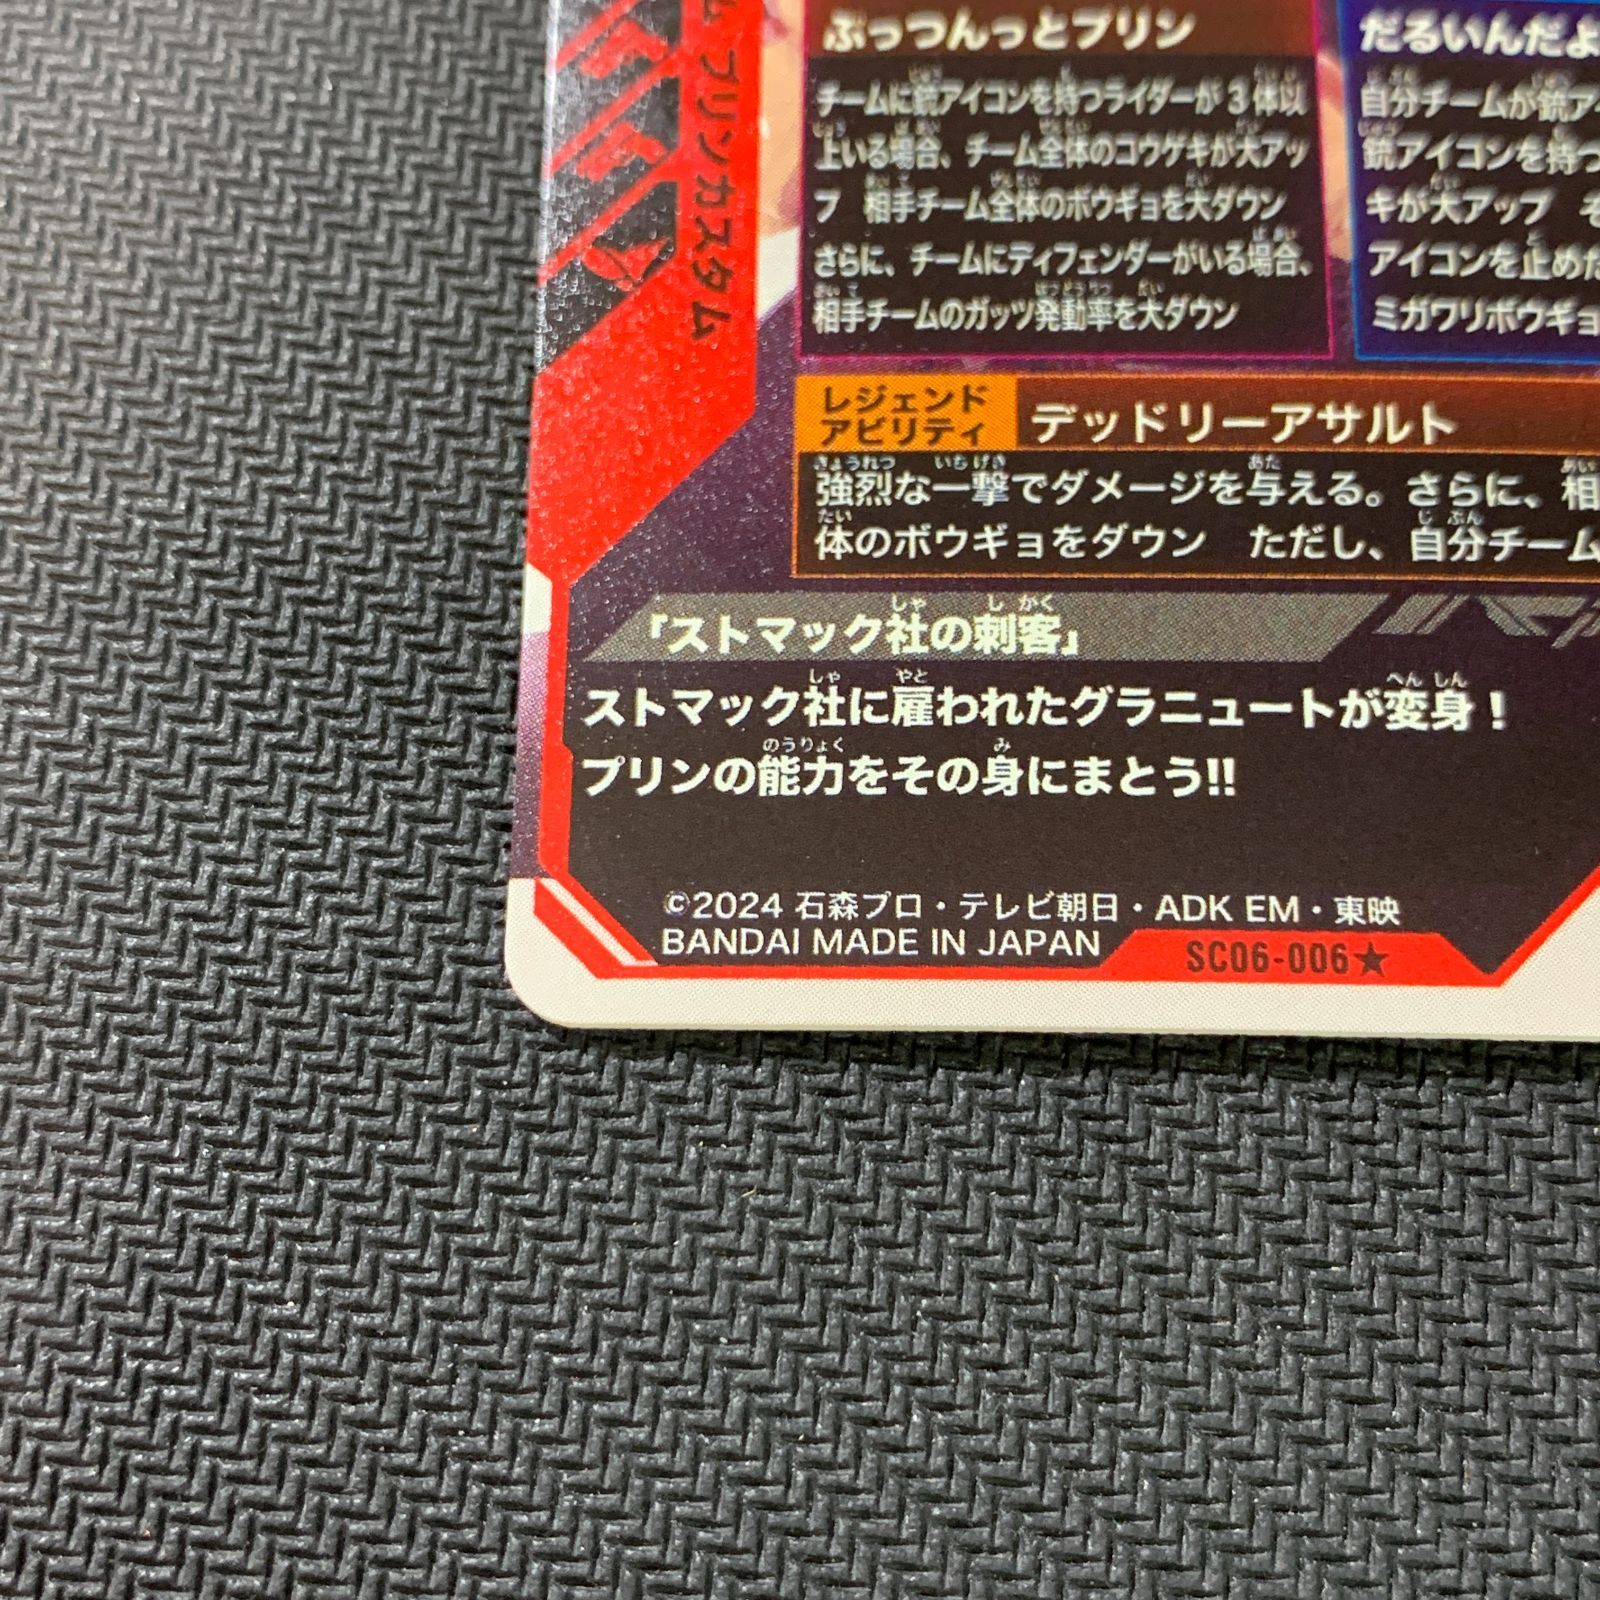 ム プリンカスタム
ぷっつんっとプリン
チームに銃アイコンを持つライダーが3体以
上いる場合、チーム全体のコウゲキが大アッ
プ 相手チーム全体のボウギョを大ダウン
さらに、チームにディフェンダーがいる場合、
相手チームのガッツ発動率を大ダウン
だるいんだよ
自分チームが銃ア
銃アイコンを持つ
キが大アップ そ
アイコンを止めた
ミガワリボウギョ
レジェンド
アビリティ
デッドリーアサルト
強烈な一撃でダメージを与える。さらに、相
体のボウギョをダウン ただし、自分チーム
「ストマック社の刺客」
ストマック社に雇われたグラニュートが変身！
プリンの能力をその身にまとう!!
©2024 石森プロ・テレビ朝日・ADK EM・東映
BANDAI MADE IN JAPAN
SC06-006★